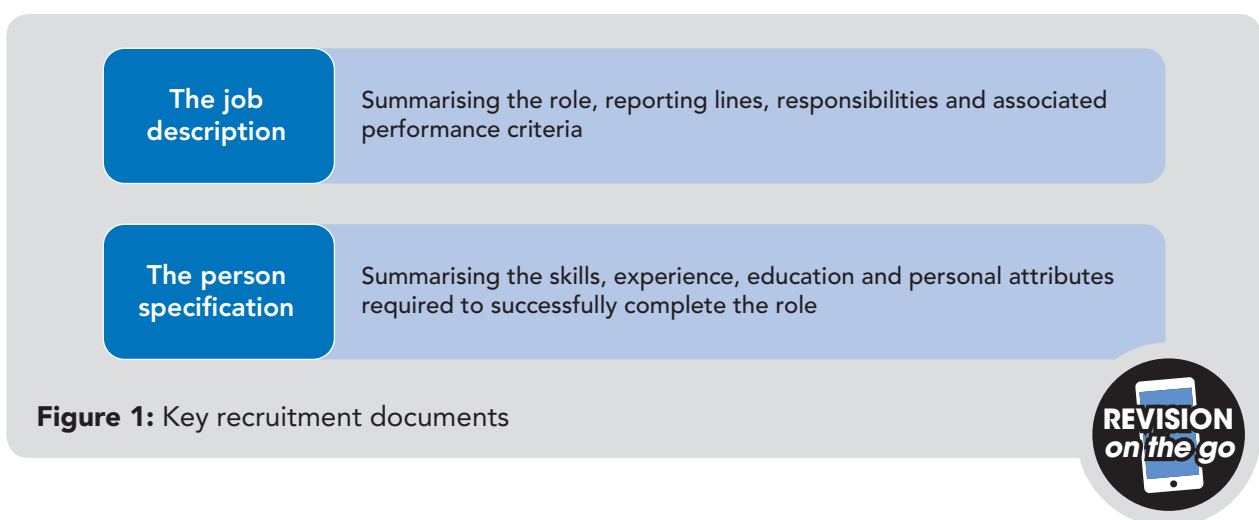 The job
description
Summarising the role, reporting lines, responsibilities and associated
performance criteria
The person
specification
Summarising the skills, experience, education and personal attributes
required to successfully complete the role
Figure 1: Key recruitment documents
REVISION
on the go